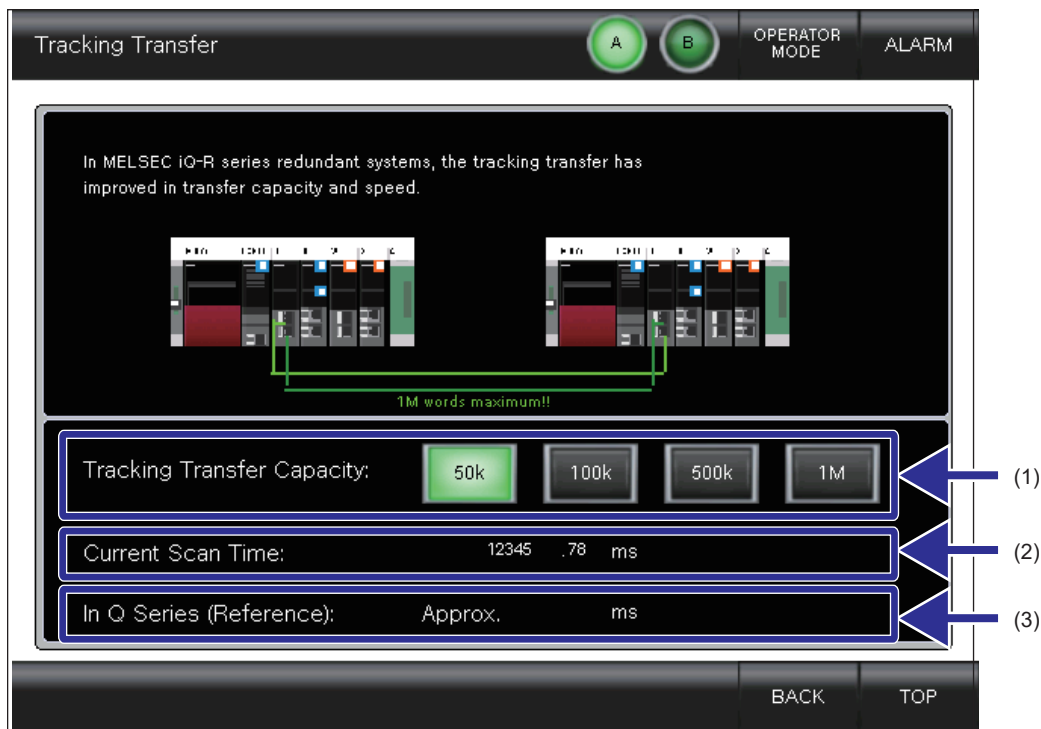 Tracking Transfer
A
B
OPERATOR
MODE
ALARM
In MELSEC iQ-R series redundant systems, the tracking transfer has
improved in transfer capacity and speed.
1M words maximum!!
Tracking Transfer Capacity:
50k
100k
500k
1M
(1)
Current Scan Time:
12345 .78 ms
(2)
In Q Series (Reference):
Approx. ms
(3)
BACK
TOP